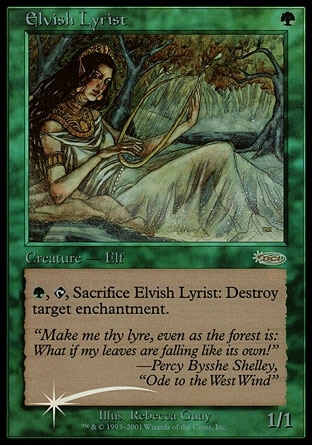 Elvish Lyrist
Creature — Elf
DCI
, , Sacrifice Elvish Lyrist: Destroy
target enchantment.
“Make me thy lyre, even as the forest is:
What if my leaves are falling like its own!”
—Percy Bysshe Shelley,
“Ode to the West Wind”
Illus. Rebecca Guay
1/1
™ & © 1993-2001 Wizards of the Coast, Inc.